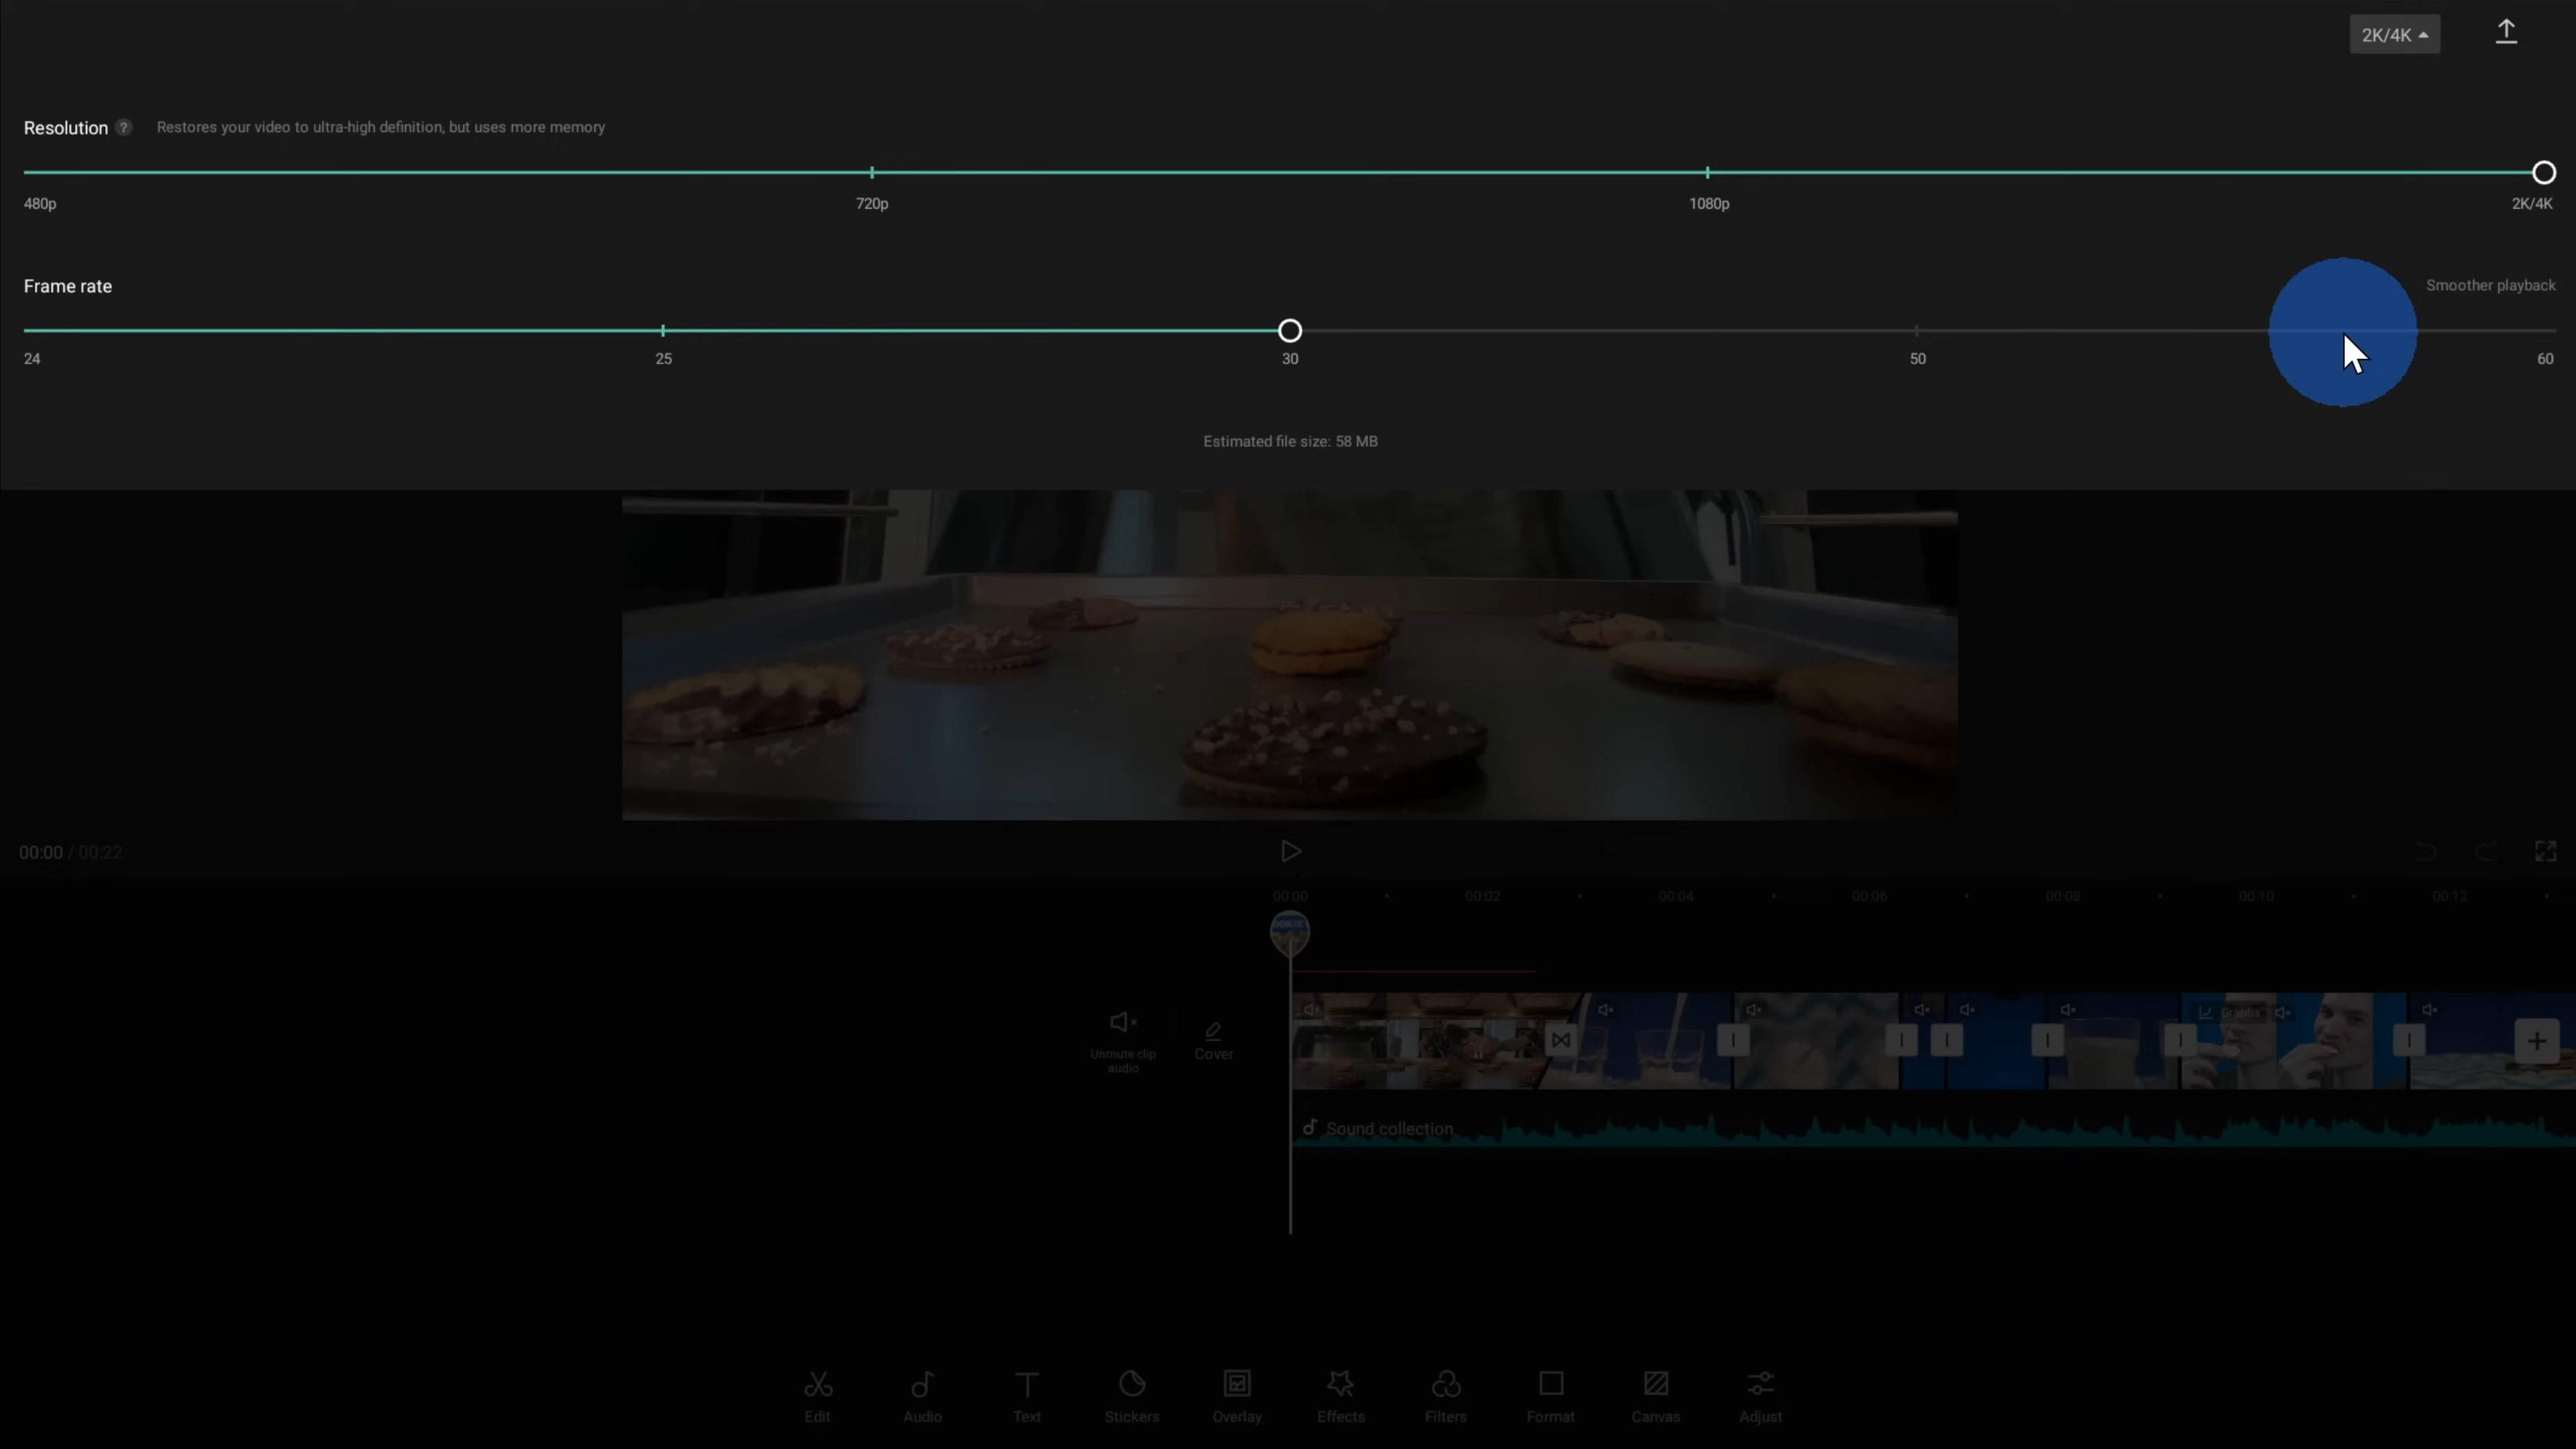 2K/4K
Resolution ? Restores your video to ultra-high definition, but uses more memory
480p 720p 1080p 2K/4K
Frame rate Smoother playback
24 25 30 50 60
Estimated file size: 58 MB
00:00 / 00:22
00:00 00:02 00:04 00:06 00:08 00:10 00:12
Unmute clip
audio
Cover
Graphs
Sound collection
Edit Audio Text Stickers Overlay Effects Filters Format Canvas Adjust